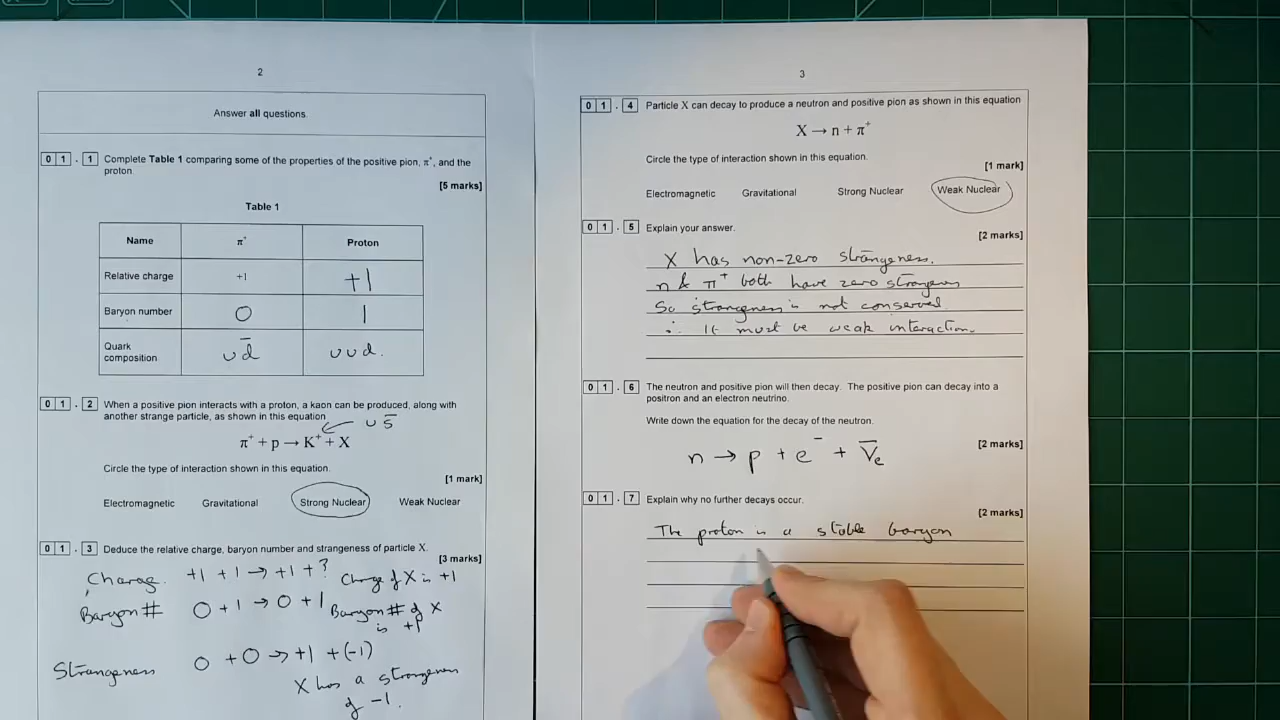 2
Answer all questions.
0 1 . 1 Complete Table 1 comparing some of the properties of the positive pion, π⁺, and the
proton.
[5 marks]
Table 1
Name π⁺ Proton
Relative charge +1 +1
Baryon number 0 1
Quark composition ud̄ uud.
0 1 . 2 When a positive pion interacts with a proton, a kaon can be produced, along with
another strange particle, as shown in this equation
us̄
π⁺ + p → K⁺ + X
Circle the type of interaction shown in this equation.
[1 mark]
Electromagnetic Gravitational Strong Nuclear Weak Nuclear
0 1 . 3 Deduce the relative charge, baryon number and strangeness of particle X.
[3 marks]
Charge. +1 +1 → +1 + ? Charge of X is +1
Baryon # 0 + 1 → 0 + 1 Baryon # of X
is +1
Strangeness 0 + 0 → +1 + (-1)
X has a strangeness
of -1.
3
0 1 . 4 Particle X can decay to produce a neutron and positive pion as shown in this equation
X → n + π⁺
Circle the type of interaction shown in this equation.
[1 mark]
Electromagnetic Gravitational Strong Nuclear Weak Nuclear
0 1 . 5 Explain your answer.
[2 marks]
X has non-zero strangeness.
n & π⁺ both have zero strangeness
So strangeness is not conserved
∴ It must be weak interaction.
0 1 . 6 The neutron and positive pion will then decay. The positive pion can decay into a
positron and an electron neutrino.
Write down the equation for the decay of the neutron.
[2 marks]
n → p + e⁻ + ν̄e
0 1 . 7 Explain why no further decays occur.
[2 marks]
The proton is a stable baryon